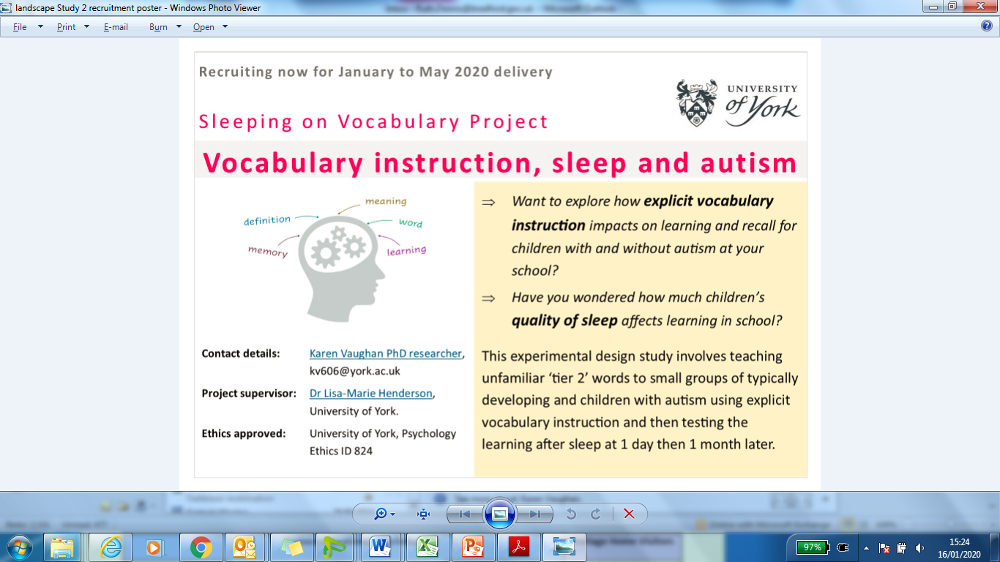 landscape Study 2 recruitment poster - Windows Photo Viewer
File Print E-mail Burn Open
Recruiting now for January to May 2020 delivery
UNIVERSITY
of York
Sleeping on Vocabulary Project
Vocabulary instruction, sleep and autism
meaning
definition
word
memory
learning
⇒ Want to explore how explicit vocabulary
instruction impacts on learning and recall for
children with and without autism at your
school?
⇒ Have you wondered how much children's
quality of sleep affects learning in school?
Contact details: Karen Vaughan PhD researcher,
kv606@york.ac.uk
Project supervisor: Dr Lisa-Marie Henderson,
University of York.
Ethics approved: University of York, Psychology
Ethics ID 824
This experimental design study involves teaching
unfamiliar 'tier 2' words to small groups of typically
developing and children with autism using explicit
vocabulary instruction and then testing the
learning after sleep at 1 day then 1 month later.
97%
15:24
16/01/2020